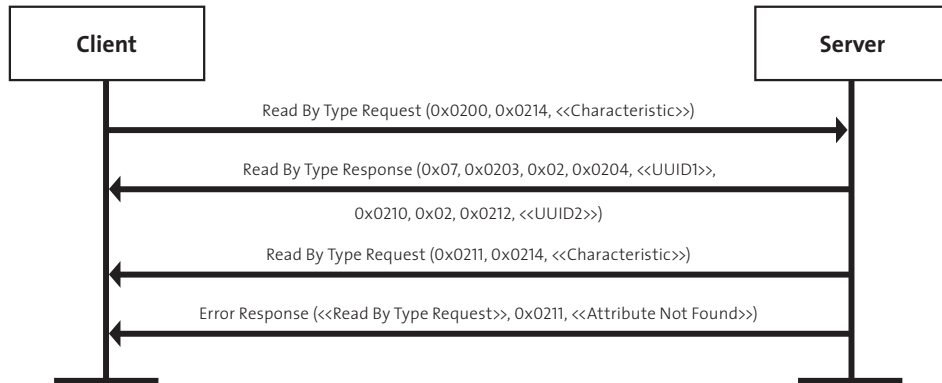 Client
Server
Read By Type Request (0x0200, 0x0214, <<Characteristic>>)
Read By Type Response (0x07, 0x0203, 0x02, 0x0204, <<UUID1>>,
0x0210, 0x02, 0x0212, <<UUID2>>)
Read By Type Request (0x0211, 0x0214, <<Characteristic>>)
Error Response (<<Read By Type Request>>, 0x0211, <<Attribute Not Found>>)